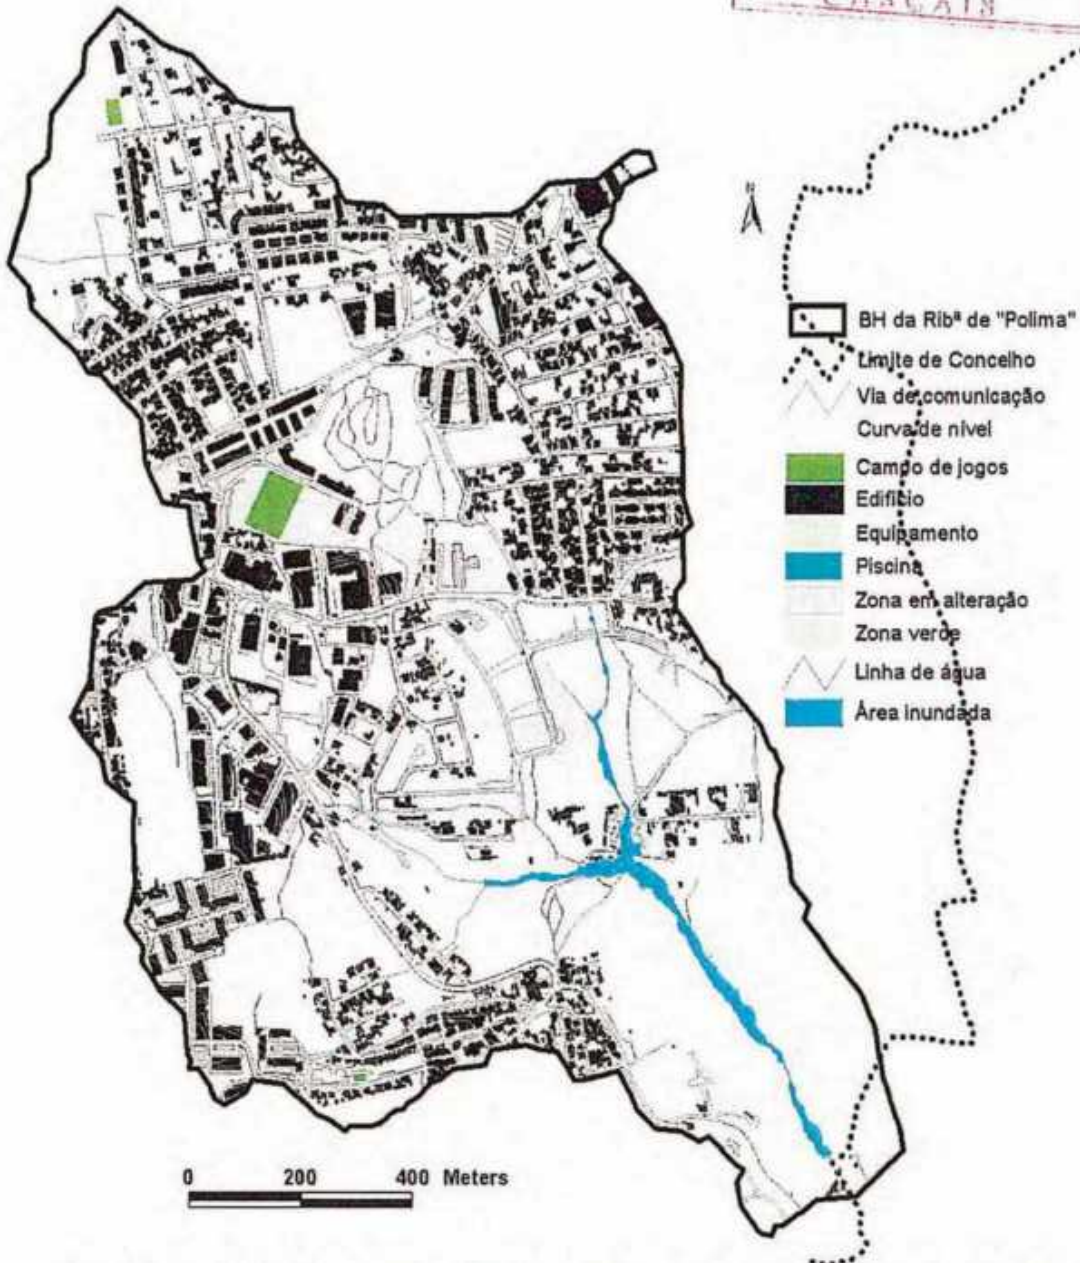 CASCAIS
N
BH da Ribª de "Polima"
Limite de Concelho
Via de comunicação
Curva de nível
Campo de jogos
Edifício
Equipamento
Piscina
Zona em alteração
Zona verde
Linha de água
Área inundada
0 200 400 Meters